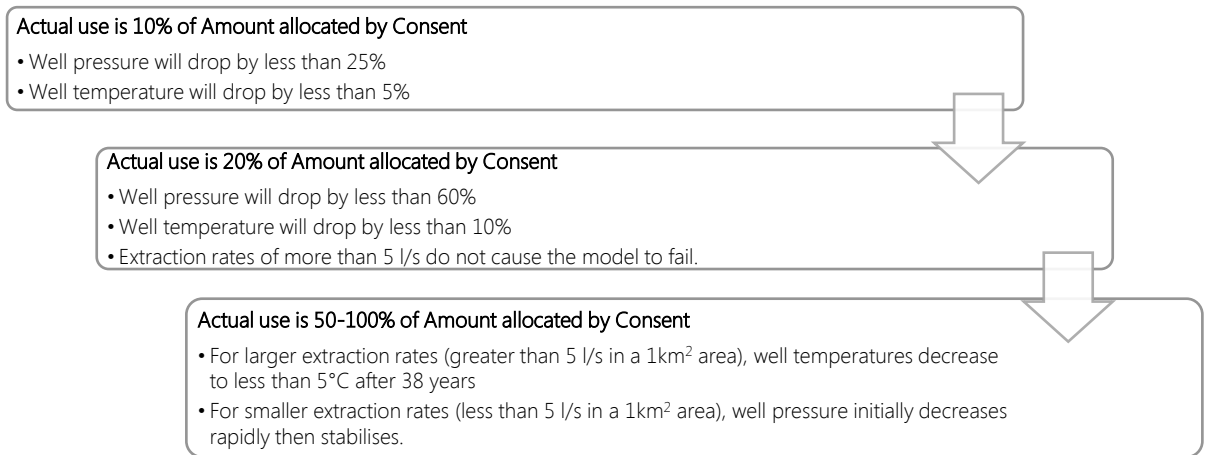 Actual use is 10% of Amount allocated by Consent
• Well pressure will drop by less than 25%
• Well temperature will drop by less than 5%
Actual use is 20% of Amount allocated by Consent
• Well pressure will drop by less than 60%
• Well temperature will drop by less than 10%
• Extraction rates of more than 5 l/s do not cause the model to fail.
Actual use is 50-100% of Amount allocated by Consent
• For larger extraction rates (greater than 5 l/s in a 1km² area), well temperatures decrease
to less than 5°C after 38 years
• For smaller extraction rates (less than 5 l/s in a 1km² area), well pressure initially decreases
rapidly then stabilises.